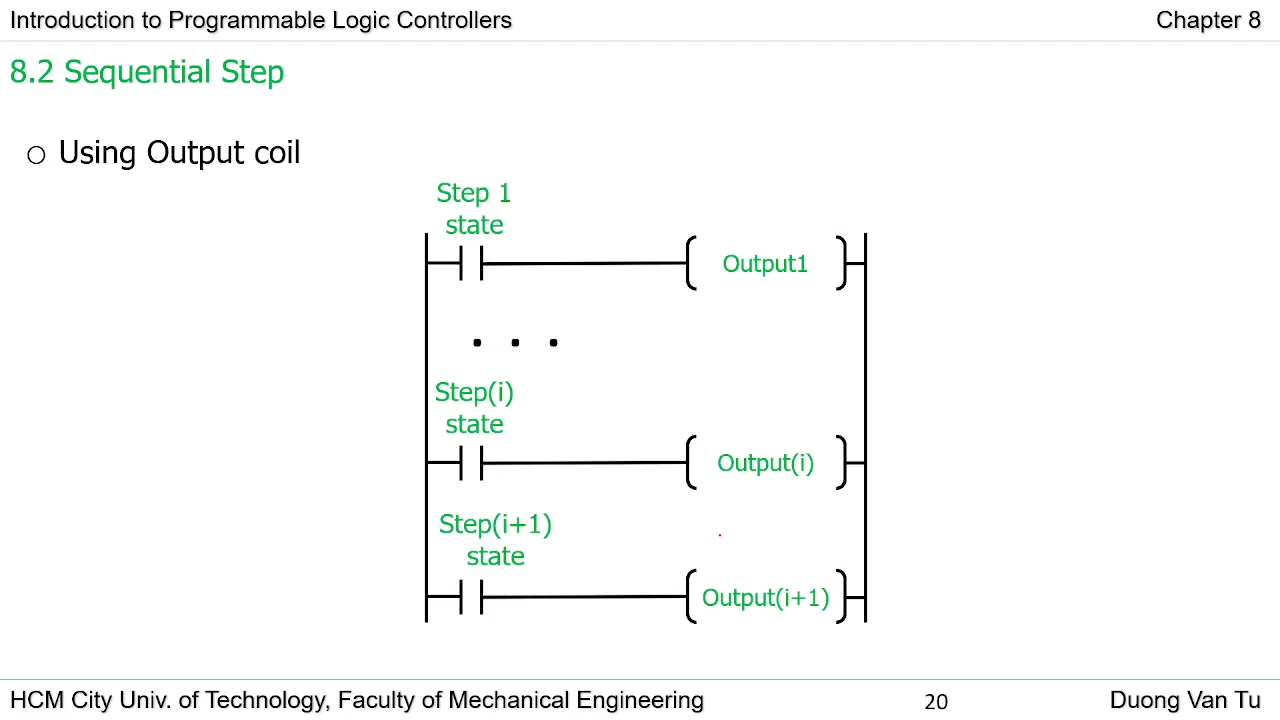 Introduction to Programmable Logic Controllers
Chapter 8
8.2 Sequential Step
Using Output coil
Step 1
state
Output1
. . .
Step(i)
state
Output(i)
Step(i+1)
state
Output(i+1)
HCM City Univ. of Technology, Faculty of Mechanical Engineering
20
Duong Van Tu